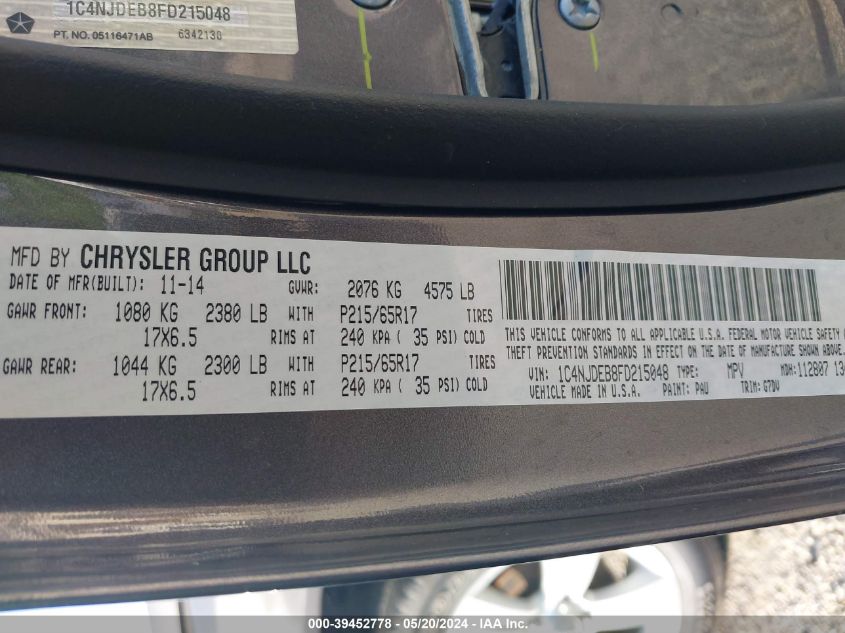 1C4NJDEB8FD215048
PT. NO. 05116471AB 6342130
MFD BY CHRYSLER GROUP LLC
DATE OF MFR(BUILT): 11-14 GVWR: 2076 KG 4575 LB
GAWR FRONT: 1080 KG 2380 LB WITH P215/65R17 TIRES
17X6.5 RIMS AT 240 KPA ( 35 PSI) COLD
GAWR REAR: 1044 KG 2300 LB WITH P215/65R17 TIRES
17X6.5 RIMS AT 240 KPA ( 35 PSI) COLD
THIS VEHICLE CONFORMS TO ALL APPLICABLE U.S.A. FEDERAL MOTOR VEHICLE SAFETY
THEFT PREVENTION STANDARDS IN EFFECT ON THE DATE OF MANUFACTURE SHOWN ABOVE.
VIN: 1C4NJDEB8FD215048 TYPE: MPV MDH: 112807
VEHICLE MADE IN U.S.A. PAINT: PAU TRIM: G7DV
000-39452778 - 05/20/2024 - IAAI.COM